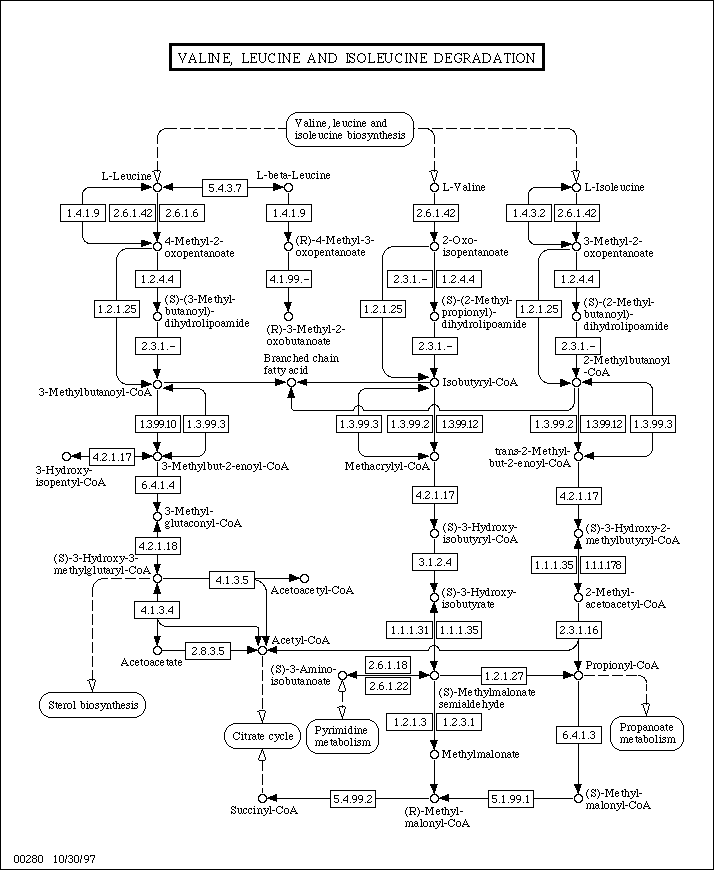 VALINE, LEUCINE AND ISOLEUCINE DEGRADATION
Valine, leucine and
isoleucine biosynthesis
L-Leucine
5.4.3.7
L-beta-Leucine
L-Valine
L-Isoleucine
1.4.1.9
2.6.1.42
2.6.1.6
1.4.1.9
2.6.1.42
1.4.3.2
2.6.1.42
4-Methyl-2-
oxopentanoate
(R)-4-Methyl-3-
oxopentanoate
2-Oxo-
isopentanoate
3-Methyl-2-
oxopentanoate
1.2.4.4
4.1.99.-
2.3.1.-
1.2.4.4
1.2.4.4
1.2.1.25
(S)-(3-Methyl-
butanoyl)-
dihydrolipoamide
(R)-3-Methyl-2-
oxobutanoate
1.2.1.25
(S)-(2-Methyl-
propionyl)-
dihydrolipoamide
1.2.1.25
(S)-(2-Methyl-
butanoyl)-
dihydrolipoamide
2.3.1.-
2.3.1.-
2.3.1.-
Branched chain
fatty acid
3-Methylbutanoyl-CoA
Isobutyryl-CoA
2-Methylbutanoyl
-CoA
1.3.99.10
1.3.99.3
1.3.99.3
1.3.99.2
1.3.99.12
1.3.99.2
1.3.99.12
1.3.99.3
4.2.1.17
3-Hydroxy-
isopentyl-CoA
3-Methylbut-2-enoyl-CoA
Methacrylyl-CoA
trans-2-Methyl-
but-2-enoyl-CoA
6.4.1.4
4.2.1.17
4.2.1.17
3-Methyl-
glutaconyl-CoA
(S)-3-Hydroxy-
isobutyryl-CoA
(S)-3-Hydroxy-2-
methylbutyryl-CoA
4.2.1.18
3.1.2.4
1.1.1.35
1.1.1.178
(S)-3-Hydroxy-3-
methylglutaryl-CoA
4.1.3.5
Acetoacetyl-CoA
(S)-3-Hydroxy-
isobutyrate
2-Methyl-
acetoacetyl-CoA
4.1.3.4
1.1.1.31
1.1.1.35
2.3.1.16
Acetoacetate
2.8.3.5
Acetyl-CoA
(S)-3-Amino-
isobutanoate
2.6.1.18
2.6.1.22
(S)-Methylmalonate
semialdehyde
1.2.1.27
Propionyl-CoA
Sterol biosynthesis
Citrate cycle
Pyrimidine
metabolism
1.2.1.3
1.2.3.1
6.4.1.3
Propanoate
metabolism
Methylmalonate
Succinyl-CoA
5.4.99.2
(R)-Methyl-
malonyl-CoA
5.1.99.1
(S)-Methyl-
malonyl-CoA
00280 10/30/97